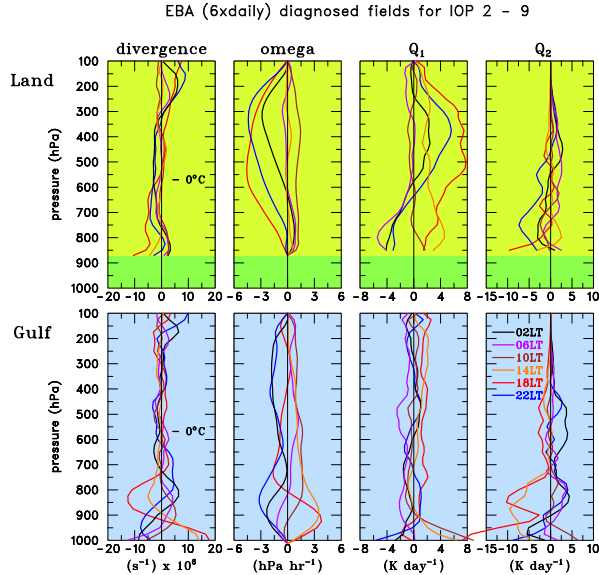 EBA (6xdaily) diagnosed fields for IOP 2 - 9
divergence omega Q1 Q2
Land
pressure (hPa)
100
200
300
400
500
600
700
800
900
1000
- 0°C
-20 -10 0 10 20
-6 -3 0 3 6
-8 -4 0 4 8
-15 -10 -5 0 5 10
Gulf
pressure (hPa)
100
200
300
400
500
600
700
800
900
1000
- 0°C
02LT
06LT
10LT
14LT
18LT
22LT
-20 -10 0 10 20
-6 -3 0 3 6
-8 -4 0 4 8
-15 -10 -5 0 5 10
(s⁻¹) x 10⁶ (hPa hr⁻¹) (K day⁻¹) (K day⁻¹)